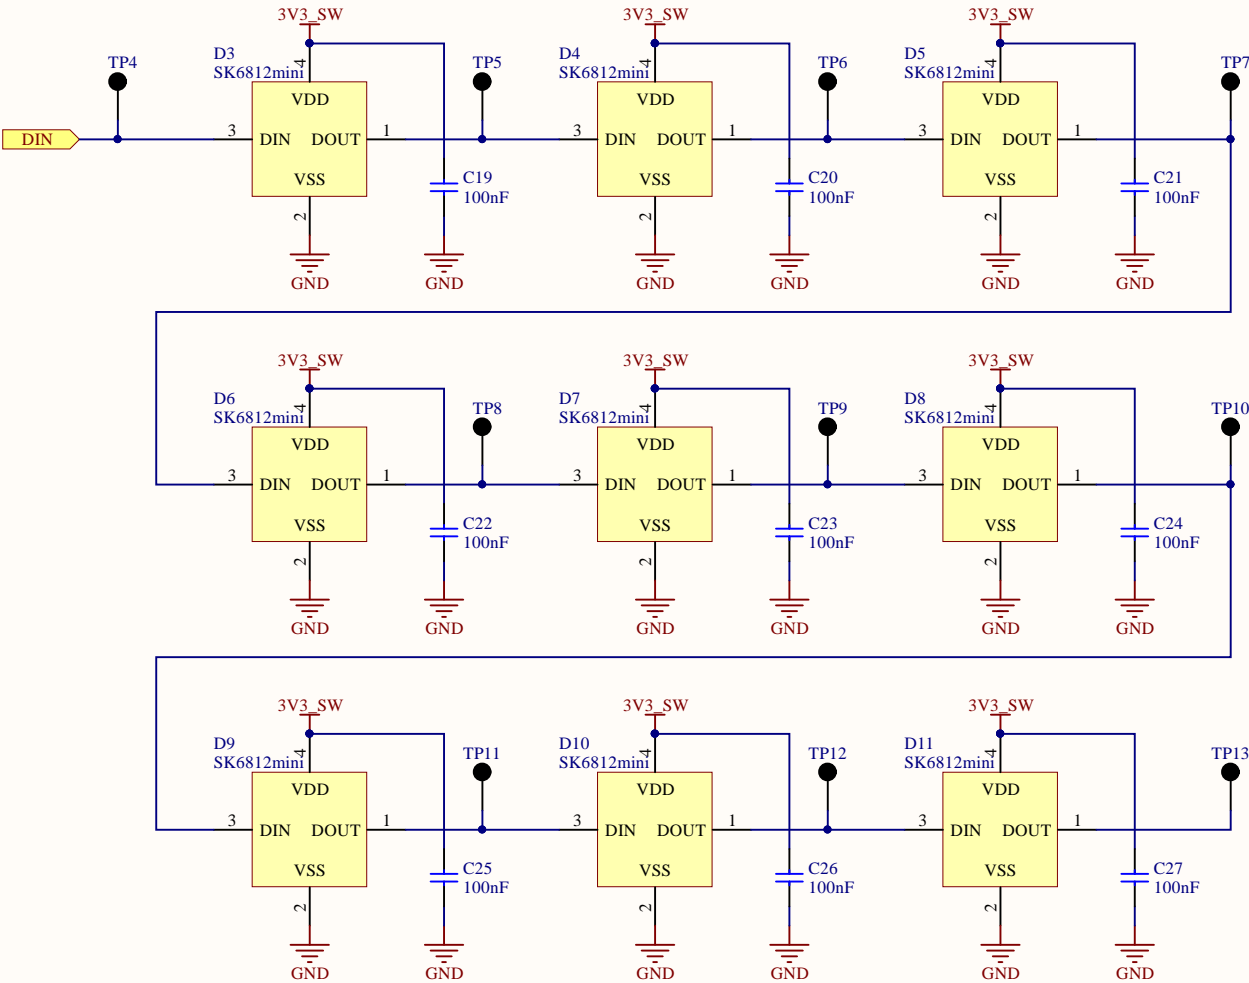 3V3_SW
3V3_SW
3V3_SW
D3
SK6812mini
D4
SK6812mini
D5
SK6812mini
TP4
TP5
TP6
TP7
4
4
4
VDD
VDD
VDD
DIN
3
DIN
DOUT
1
3
DIN
DOUT
1
3
DIN
DOUT
1
VSS
VSS
VSS
C19
100nF
C20
100nF
C21
100nF
2
2
2
GND
GND
GND
GND
GND
GND
3V3_SW
3V3_SW
3V3_SW
D6
SK6812mini
D7
SK6812mini
D8
SK6812mini
TP8
TP9
TP10
4
4
4
VDD
VDD
VDD
3
DIN
DOUT
1
3
DIN
DOUT
1
3
DIN
DOUT
1
VSS
VSS
VSS
C22
100nF
C23
100nF
C24
100nF
2
2
2
GND
GND
GND
GND
GND
GND
3V3_SW
3V3_SW
3V3_SW
D9
SK6812mini
D10
SK6812mini
D11
SK6812mini
TP11
TP12
TP13
4
4
4
VDD
VDD
VDD
3
DIN
DOUT
1
3
DIN
DOUT
1
3
DIN
DOUT
1
VSS
VSS
VSS
C25
100nF
C26
100nF
C27
100nF
2
2
2
GND
GND
GND
GND
GND
GND